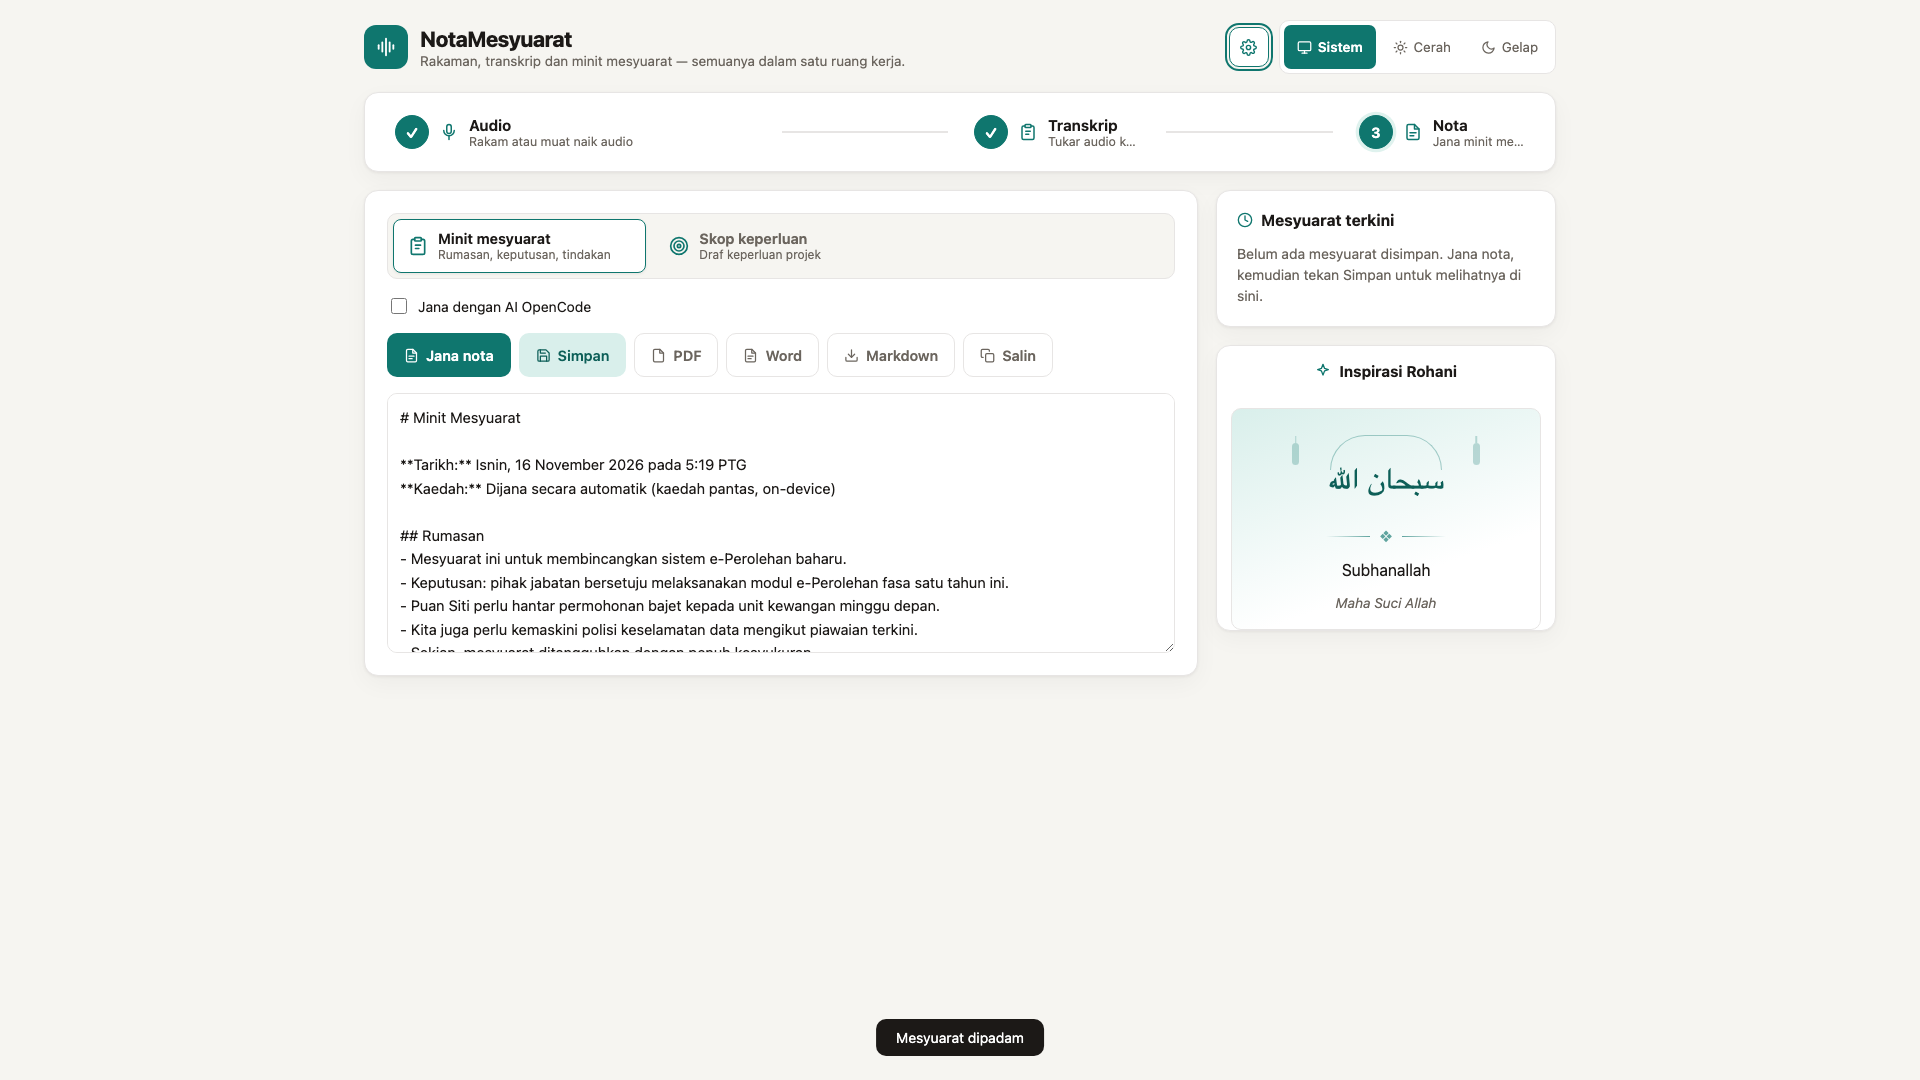 NotaMesyuarat
Rakaman, transkrip dan minit mesyuarat — semuanya dalam satu ruang kerja.
Sistem
Cerah
Gelap
Audio
Rakam atau muat naik audio
Transkrip
Tukar audio k...
3
Nota
Jana minit me...
Minit mesyuarat
Rumasan, keputusan, tindakan
Skop keperluan
Draf keperluan projek
Jana dengan AI OpenCode
Jana nota
Simpan
PDF
Word
Markdown
Salin
# Minit Mesyuarat
**Tarikh:** Isnin, 16 November 2026 pada 5:19 PTG
**Kaedah:** Dijana secara automatik (kaedah pantas, on-device)
## Rumasan
- Mesyuarat ini untuk membincangkan sistem e-Perolehan baharu.
- Keputusan: pihak jabatan bersetuju melaksanakan modul e-Perolehan fasa satu tahun ini.
- Puan Siti perlu hantar permohonan bajet kepada unit kewangan minggu depan.
- Kita juga perlu kemaskini polisi keselamatan data mengikut piawaian terkini.
- Sekian, mesyuarat ditangguhkan dengan penuh kesyukuran.
Mesyuarat terkini
Belum ada mesyuarat disimpan. Jana nota,
kemudian tekan Simpan untuk melihatnya di
sini.
Inspirasi Rohani
سبحان الله
Subhanallah
Maha Suci Allah
Mesyuarat dipadam